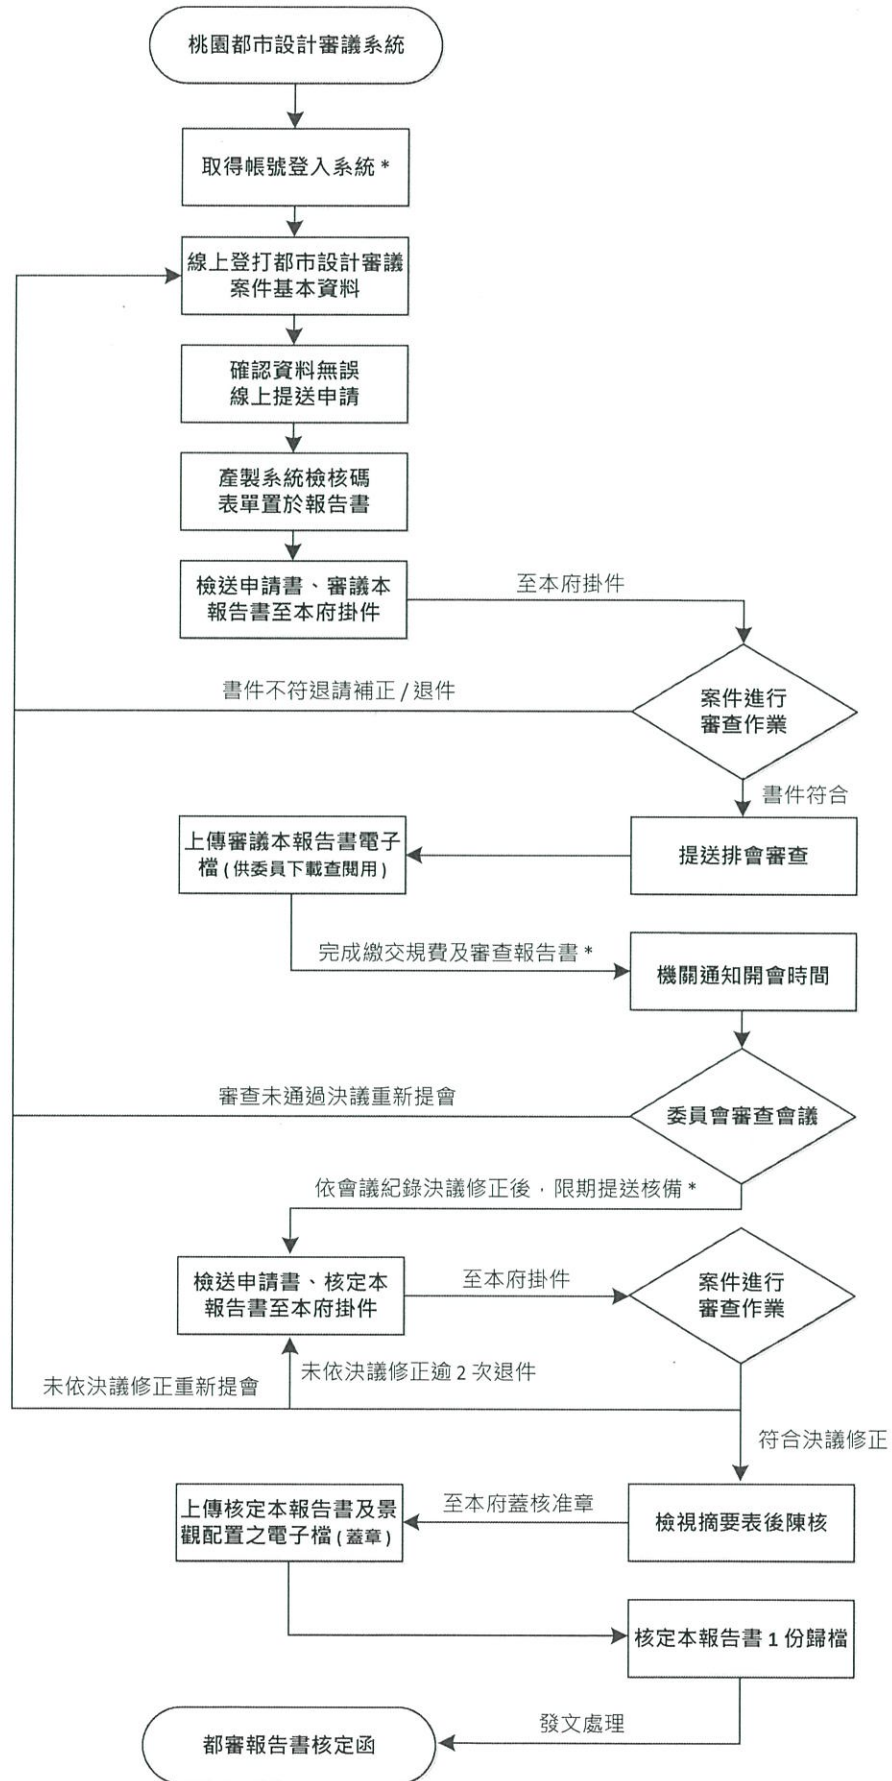 桃園都市設計審議系統
取得帳號登入系統 *
線上登打都市設計審議
案件基本資料
確認資料無誤
線上提送申請
產製系統檢核碼
表單置於報告書
檢送申請書、審議本
報告書至本府掛件
至本府掛件
案件進行
審查作業
書件不符退請補正 / 退件
書件符合
提送排會審查
上傳審議本報告書電子
檔 ( 供委員下載查閱用 )
完成繳交規費及審查報告書 *
機關通知開會時間
委員會審查會議
審查未通過決議重新提會
依會議紀錄決議修正後，限期提送核備 *
檢送申請書、核定本
報告書至本府掛件
至本府掛件
案件進行
審查作業
未依決議修正逾 2 次退件
未依決議修正重新提會
符合決議修正
檢視摘要表後陳核
至本府蓋核准章
上傳核定本報告書及景
觀配置之電子檔 ( 蓋章 )
核定本報告書 1 份歸檔
發文處理
都審報告書核定函